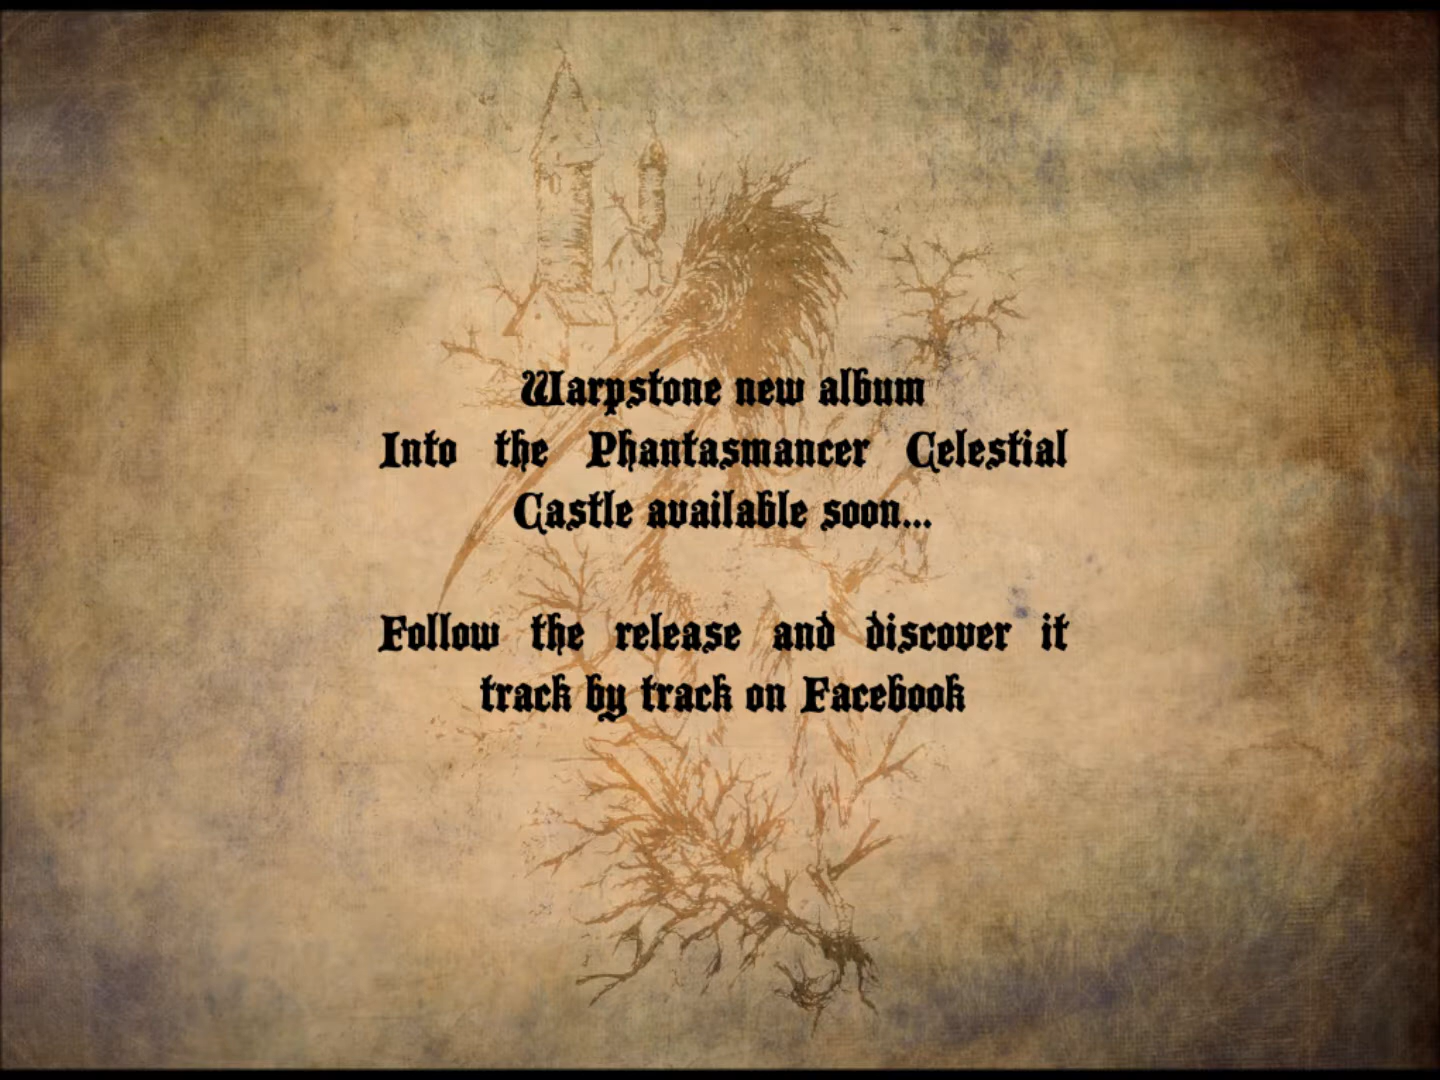 Warpstone new album
Into the Phantasmancer Celestial
Castle available soon...
Follow the release and discover it
track by track on Facebook